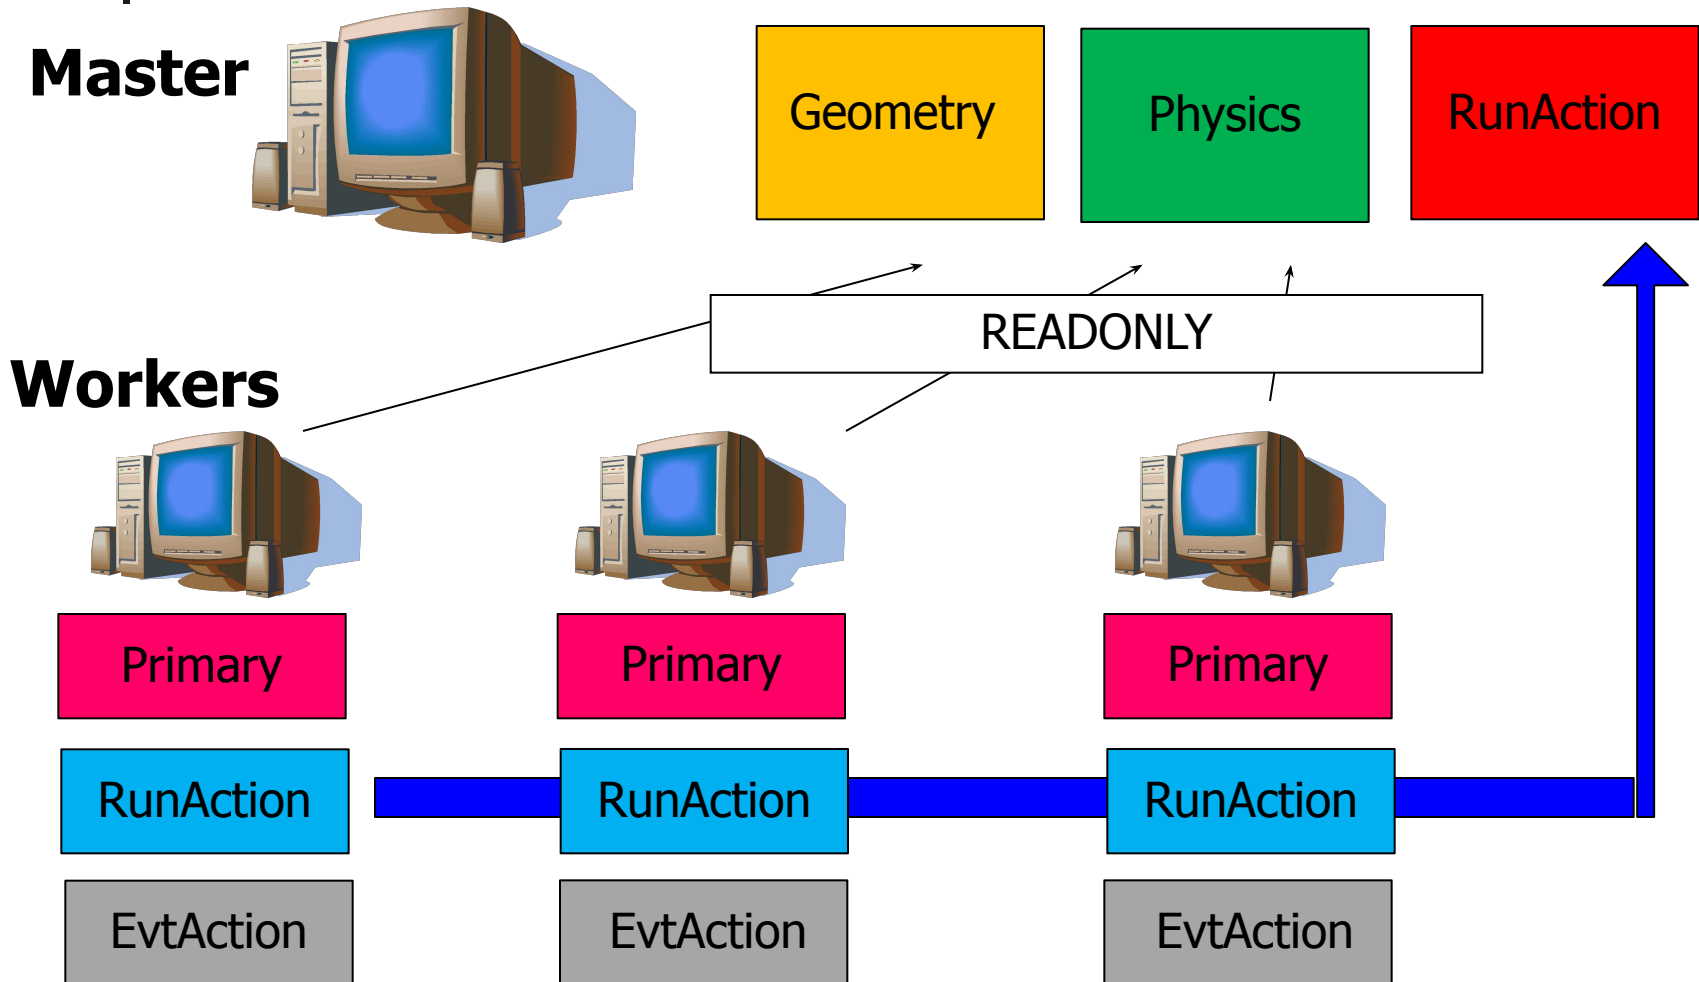 Master
Geometry
Physics
RunAction
READONLY
Workers
Primary
Primary
Primary
RunAction
RunAction
RunAction
EvtAction
EvtAction
EvtAction